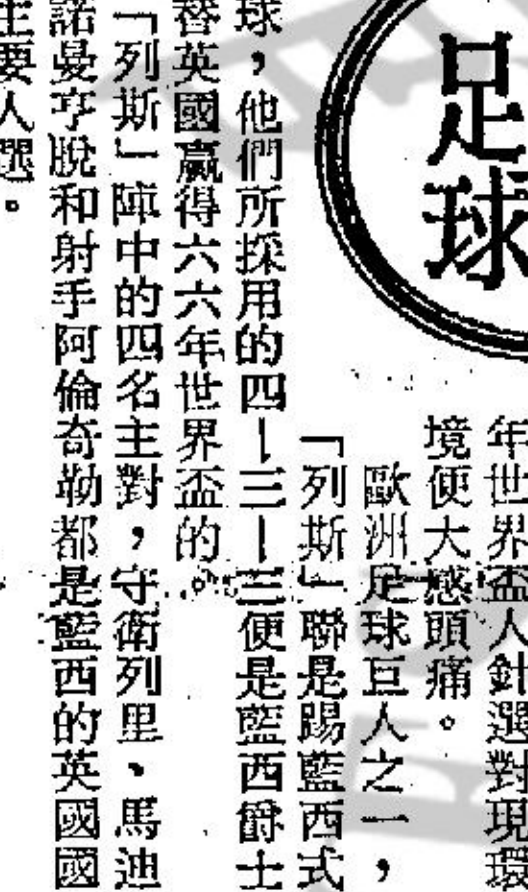 足球
年世界盃人針選對現環
境便大感頭痛。
歐洲足球巨人之一，
「列斯」聯是踢藍西式
球，他們所採用的四—三—三便是藍西爵士
替英國贏得六六年世界盃的。
「列斯」陣中的四名主對，守衛列里、馬迪
諾曼亨脫和射手阿倫奇勒都是藍西的英國國
主要人選。